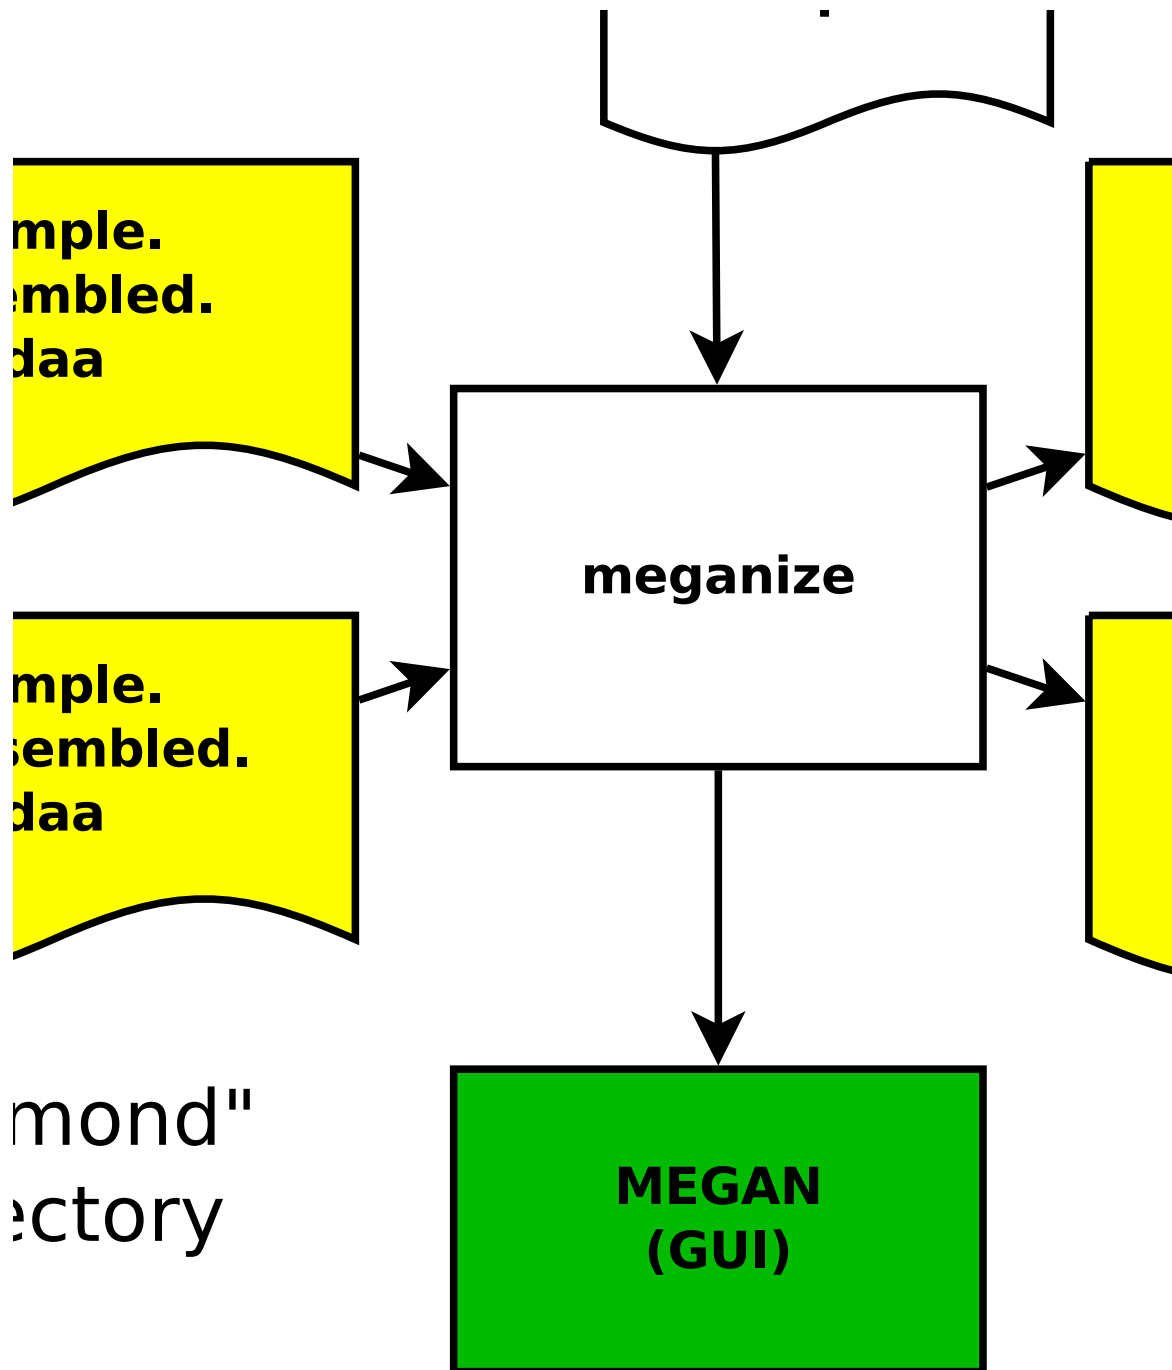 mple.
embled.
daa
meganize
mple.
sembled.
daa
mond"
ectory
MEGAN
(GUI)